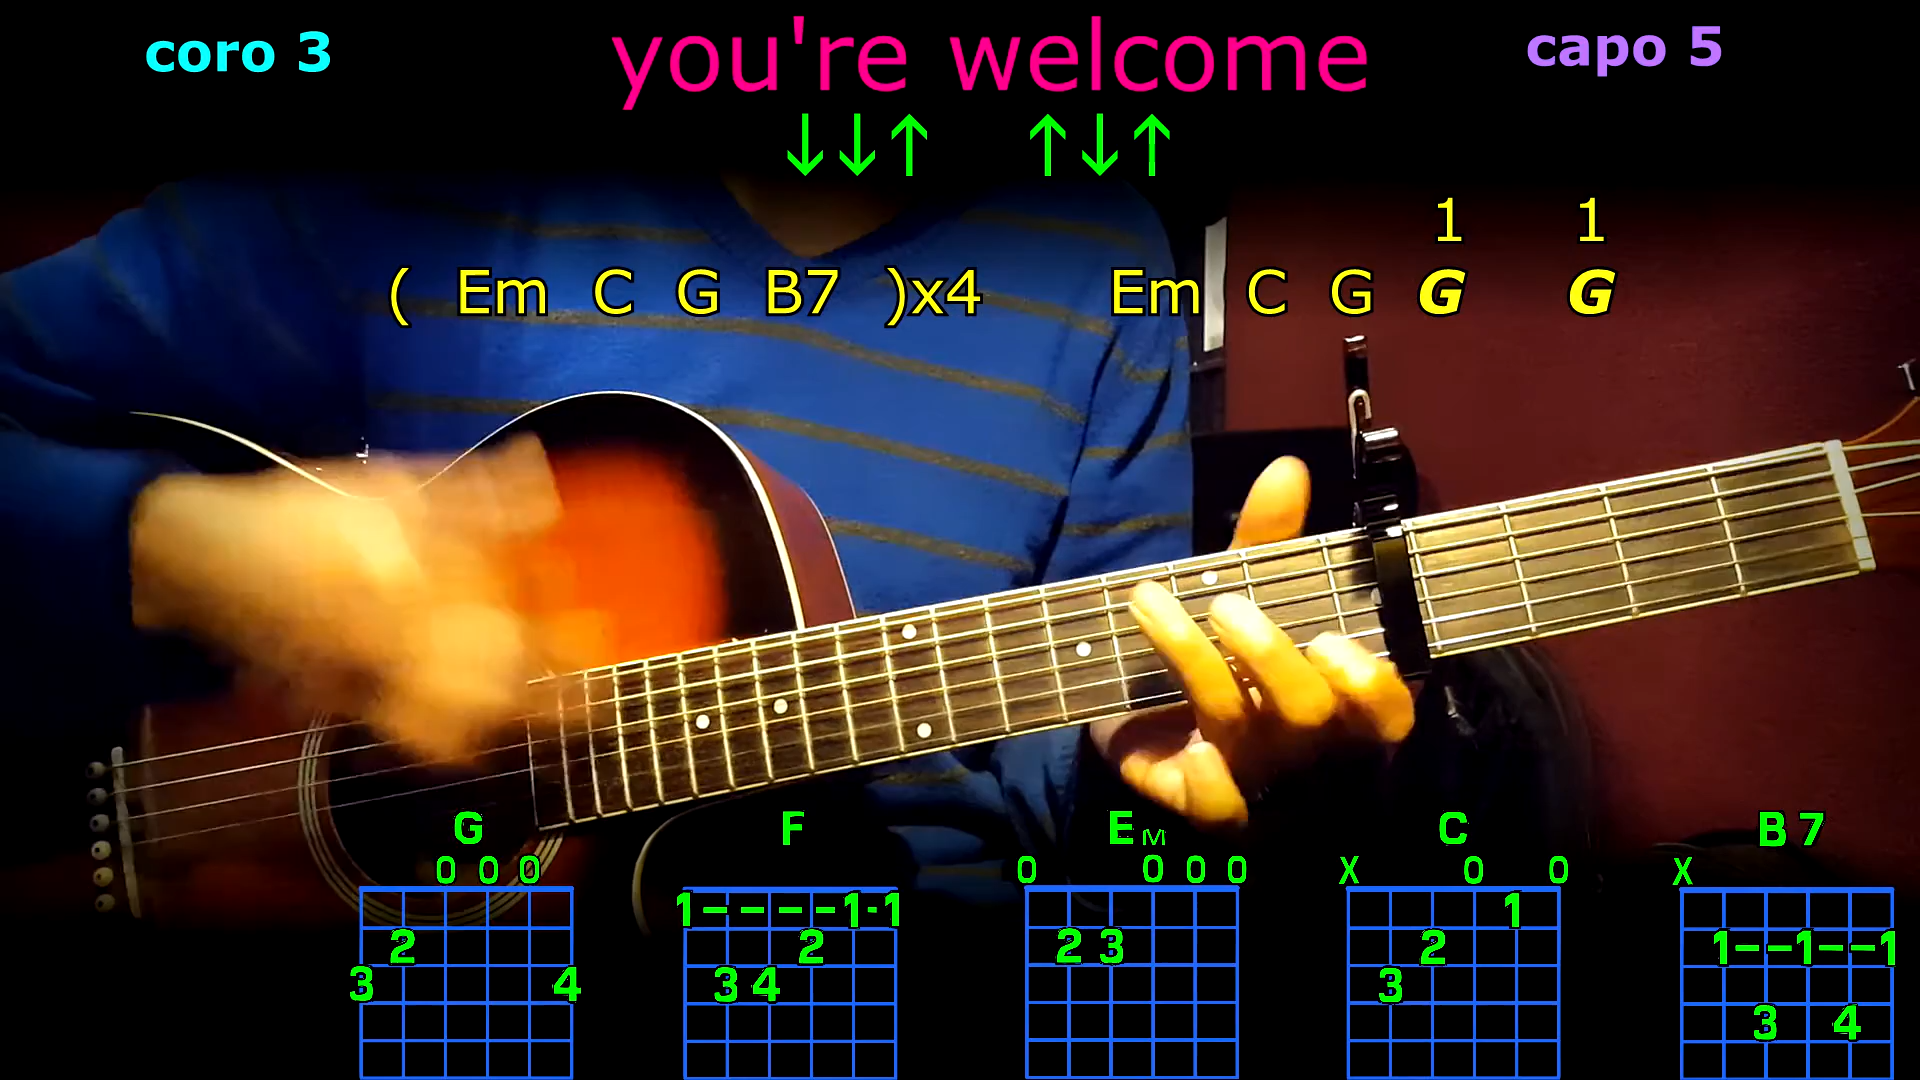 coro 3 you're welcome capo 5
↓↓↑ ↑↓↑
1 1
( Em C G B7 )x4 Em C G G G
G F EM C B7
0 0 0 0 0 0 0 X 0 0 X
1 - - - - 1 - 1 1
2 2 2 3 2 1 - - 1 - - 1
3 4 3 4 3
3 4